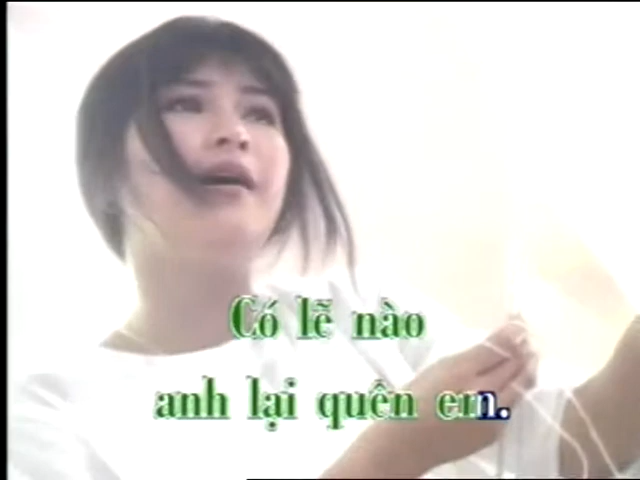 Có lẽ nào
anh lại quên em.